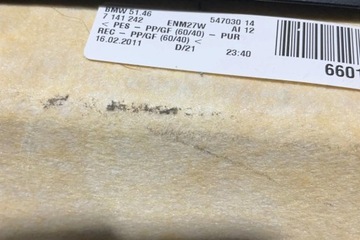 BMW 51.46 547030 14
7 141 242 ENM27W AI 12
< PES - PP/GF (60/40) - PUR
REC - PP/GF (60/40) <
16.02.2011 D/21 23:40
6601